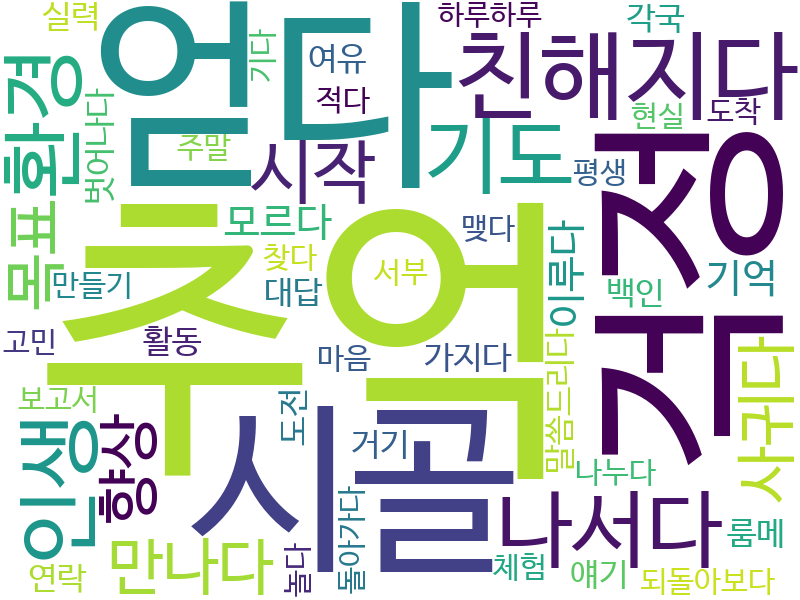 추억
걱정
시골
얻다
친해지다
기도
환경
목표
시작
나서다
인생
향상
만나다
사귀다
모르다
이루다
기억
실력
기다
여유
적다
하루하루
각국
현실
도착
평생
주말
벗어나다
맺다
찾다
서부
대답
만들기
백인
고민
활동
마음
가지다
말씀드리다
보고서
도전
거기
나누다
룸메
체험
얘기
되돌아보다
연락
놀다
돌아가다